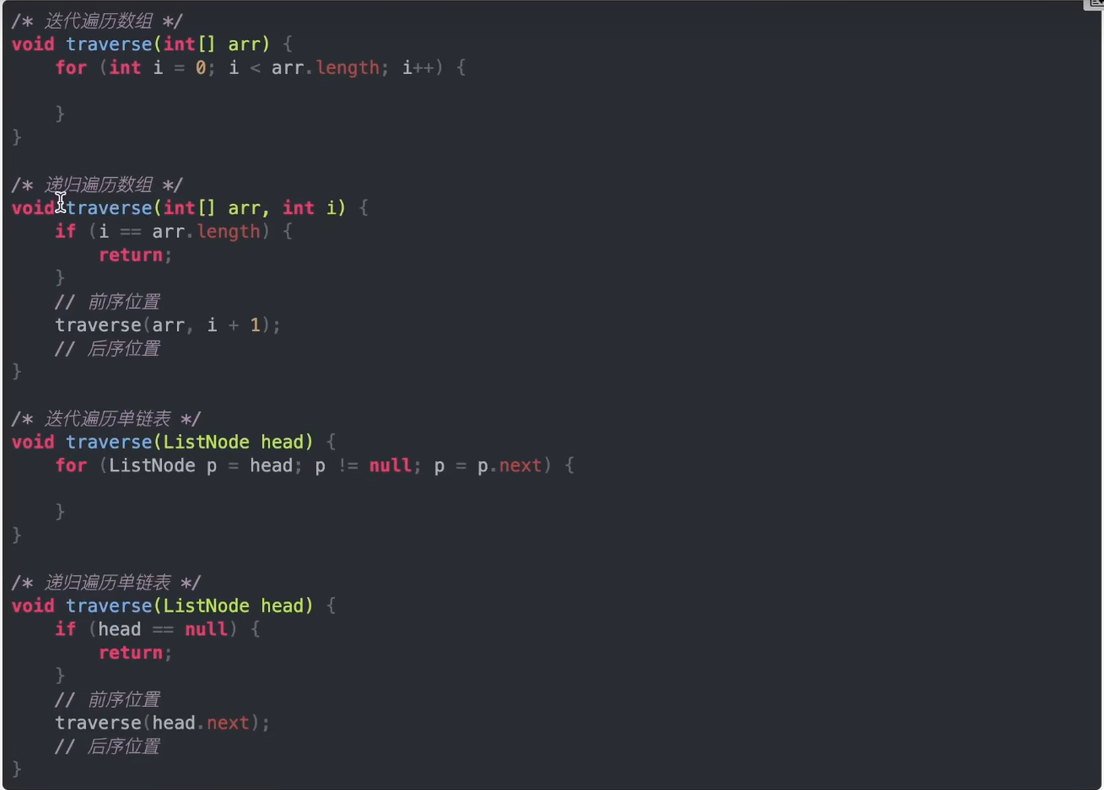 /* 迭代遍历数组 */
void traverse(int[] arr) {
    for (int i = 0; i < arr.length; i++) {

    }
}

/* 递归遍历数组 */
void traverse(int[] arr, int i) {
    if (i == arr.length) {
        return;
    }
    // 前序位置
    traverse(arr, i + 1);
    // 后序位置
}

/* 迭代遍历单链表 */
void traverse(ListNode head) {
    for (ListNode p = head; p != null; p = p.next) {

    }
}

/* 递归遍历单链表 */
void traverse(ListNode head) {
    if (head == null) {
        return;
    }
    // 前序位置
    traverse(head.next);
    // 后序位置
}